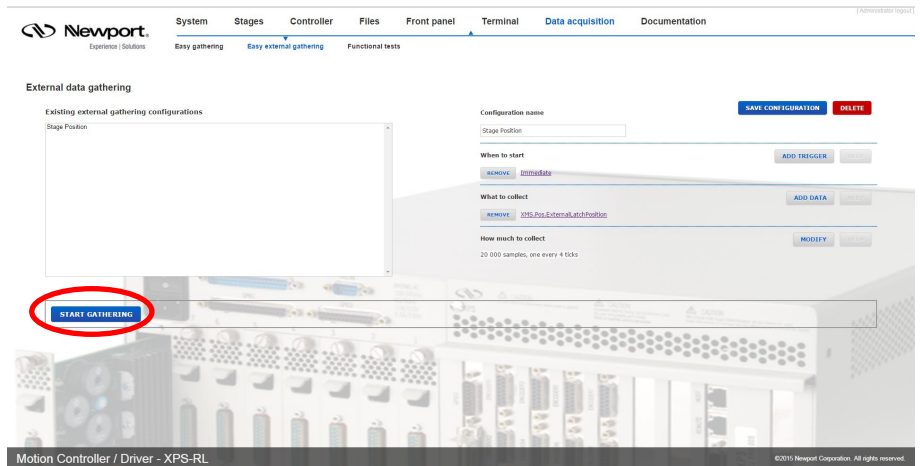 [ Administrator logout ]
Newport.
Experience | Solutions
System Stages Controller Files Front panel Terminal Data acquisition Documentation
Easy gathering Easy external gathering Functional tests
External data gathering
Existing external gathering configurations
Stage Position
Configuration name
SAVE CONFIGURATION DELETE
Stage Position
When to start
ADD TRIGGER
REMOVE Immediate
What to collect
ADD DATA
REMOVE XMS.Pos.ExternalLatchPosition
How much to collect
MODIFY
20 000 samples, one every 4 ticks
START GATHERING
Motion Controller / Driver - XPS-RL
©2015 Newport Corporation. All rights reserved.